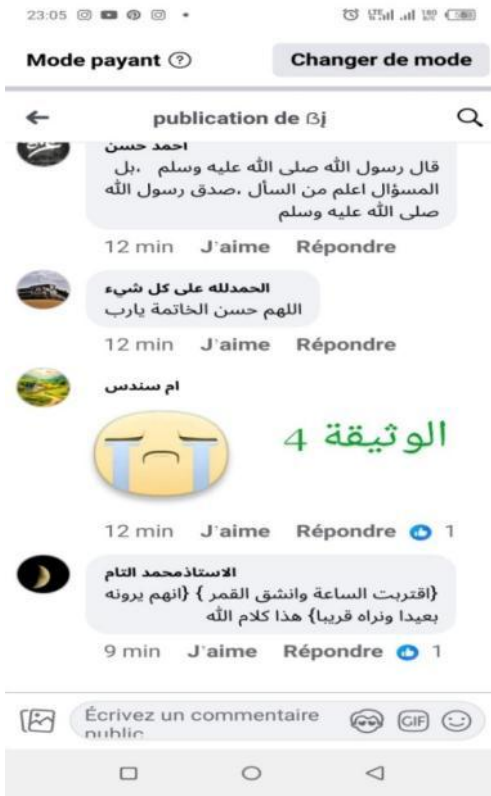 23:05
Mode payant ?
Changer de mode
publication de ẞj
احمد حسن
قال رسول الله صلى الله عليه وسلم ،بل
المسؤال اعلم من السأل ،صدق رسول الله
صلى الله عليه وسلم
12 min J'aime Répondre
الحمدلله على كل شيء
اللهم حسن الخاتمة يارب
12 min J'aime Répondre
ام سندس
الوثيقة 4
12 min J'aime Répondre 1
الاستاذمحمد التام
{اقتربت الساعة وانشق القمر } {انهم يرونه
بعيدا ونراه قريبا} هذا كلام الله
9 min J'aime Répondre 1
Écrivez un commentaire
public
GIF